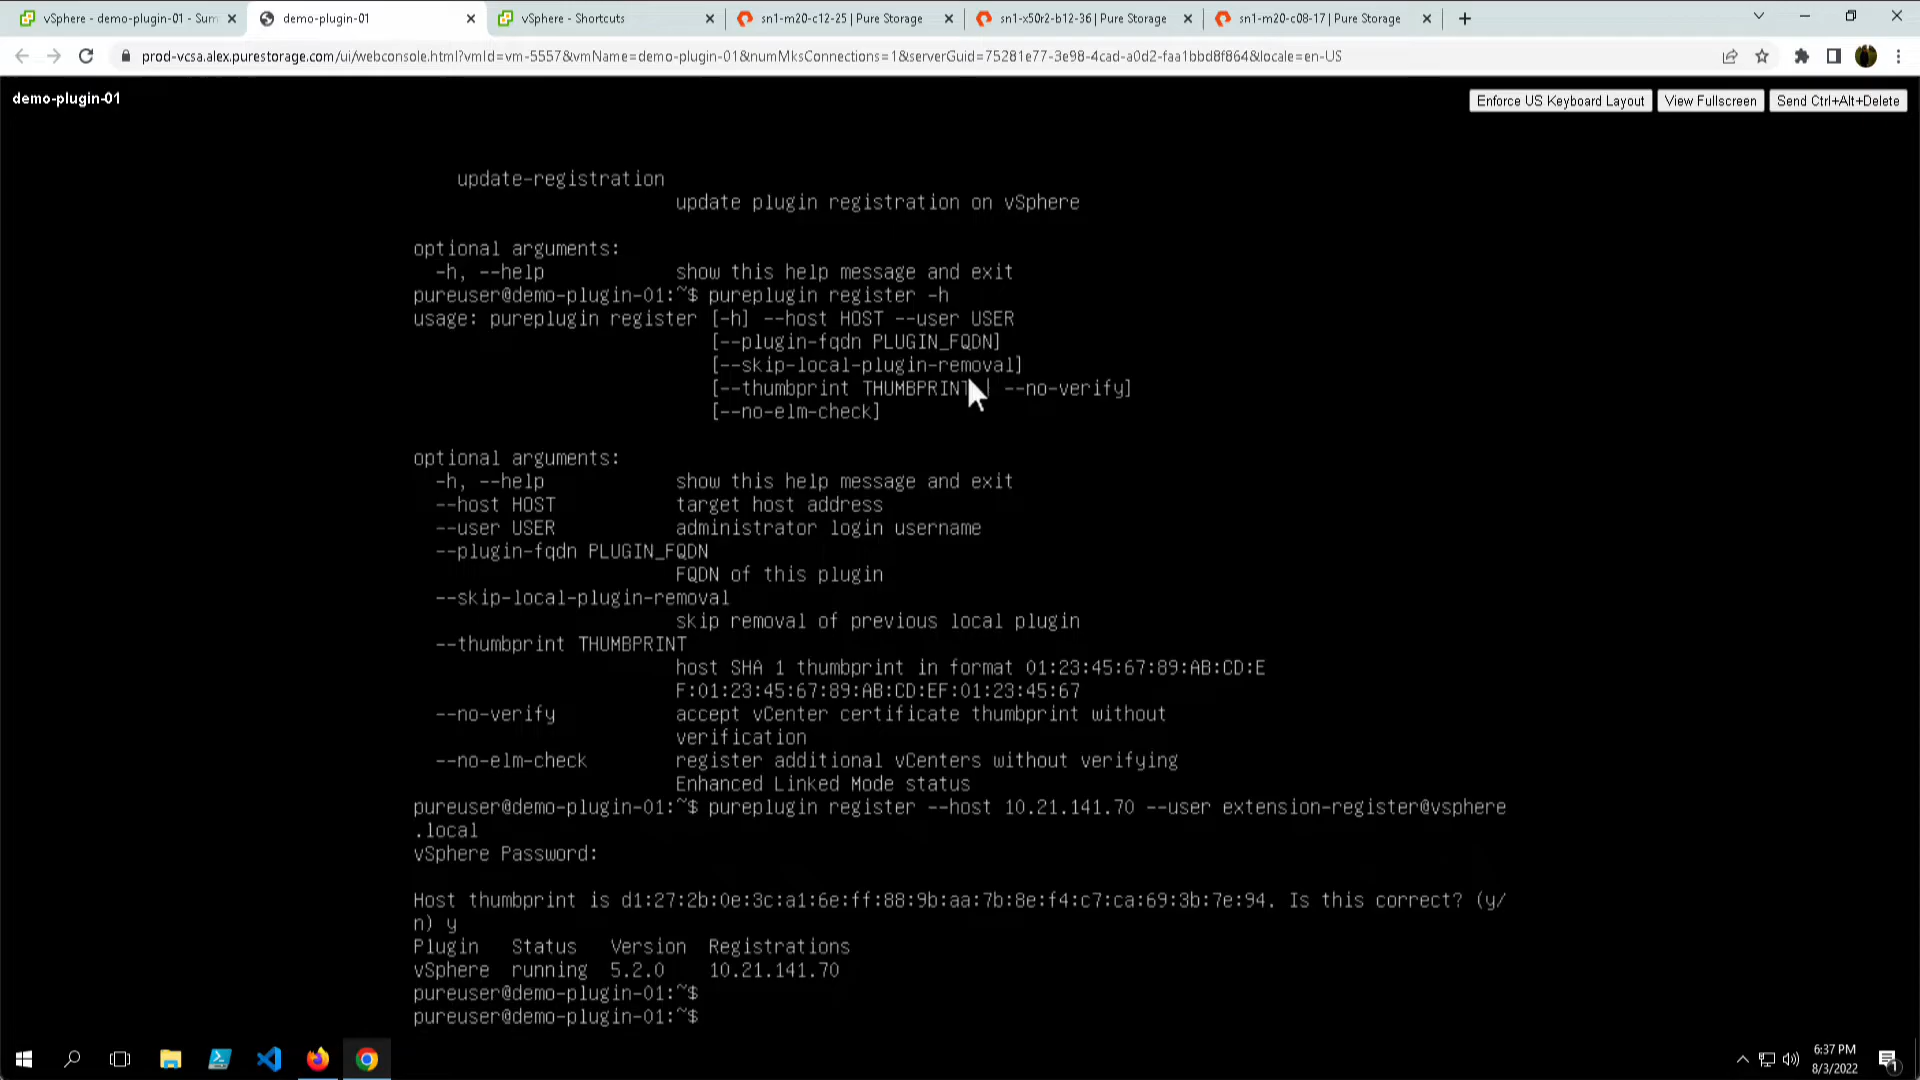 vSphere - demo-plugin-01 - Sum
demo-plugin-01
vSphere - Shortcuts
sn1-m20-c12-25 | Pure Storage
sn1-x50r2-b12-36 | Pure Storage
sn1-m20-c08-17 | Pure Storage
prod-vcsa.alex.purestorage.com/ui/webconsole.html?vmId=vm-5557&vmName=demo-plugin-01&numMksConnections=1&serverGuid=75281e77-3e98-4cad-a0d2-faa1bbd8f864&locale=en-US
demo-plugin-01
Enforce US Keyboard Layout
View Fullscreen
Send Ctrl+Alt+Delete
update-registration
update plugin registration on vSphere
optional arguments:
-h, --help show this help message and exit
pureuser@demo-plugin-01:~$ pureplugin register -h
usage: pureplugin register [-h] --host HOST --user USER
[--plugin-fqdn PLUGIN_FQDN]
[--skip-local-plugin-removal]
[--thumbprint THUMBPRINT | --no-verify]
[--no-elm-check]
optional arguments:
-h, --help show this help message and exit
--host HOST target host address
--user USER administrator login username
--plugin-fqdn PLUGIN_FQDN
FQDN of this plugin
--skip-local-plugin-removal
skip removal of previous local plugin
--thumbprint THUMBPRINT
host SHA 1 thumbprint in format 01:23:45:67:89:AB:CD:E
F:01:23:45:67:89:AB:CD:EF:01:23:45:67
--no-verify accept vCenter certificate thumbprint without
verification
--no-elm-check register additional vCenters without verifying
Enhanced Linked Mode status
pureuser@demo-plugin-01:~$ pureplugin register --host 10.21.141.70 --user extension-register@vsphere
.local
vSphere Password:
Host thumbprint is d1:27:2b:0e:3c:a1:6e:ff:88:9b:aa:7b:8e:f4:c7:ca:69:3b:7e:94. Is this correct? (y/
n) y
Plugin Status Version Registrations
vSphere running 5.2.0 10.21.141.70
pureuser@demo-plugin-01:~$
pureuser@demo-plugin-01:~$
6:37 PM
8/3/2022
1